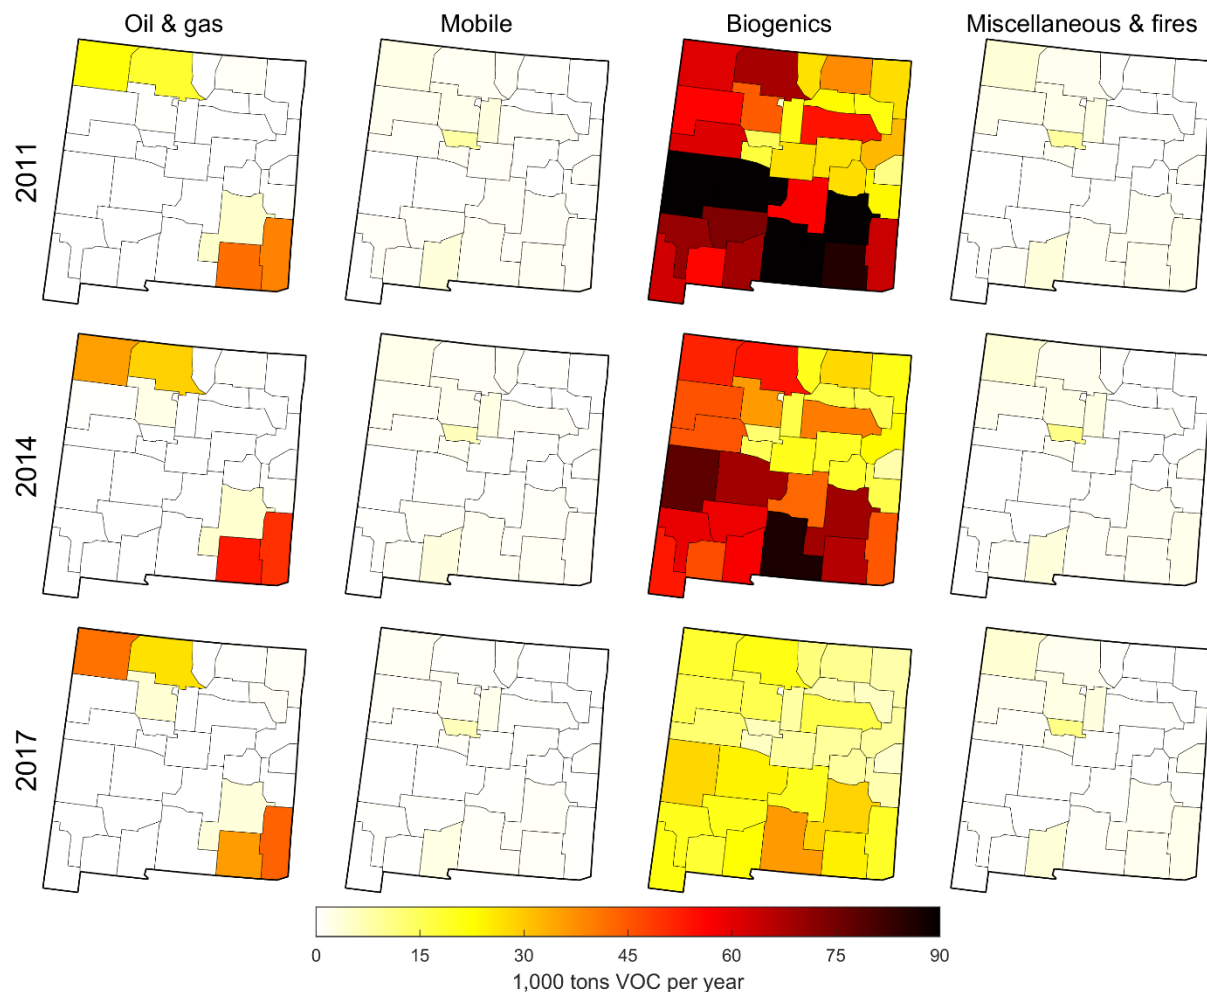 Oil & gas
Mobile
Biogenics
Miscellaneous & fires
2011
2014
2017
0
15
30
45
60
75
90
1,000 tons VOC per year